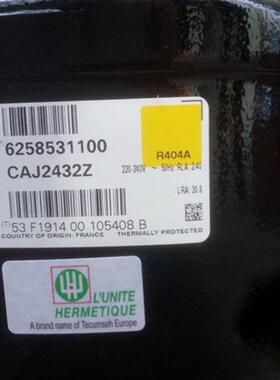 6258531100
R404A
CAJ2432Z
220-240V ~ 50Hz RLA: 2.40
LRA: 20.8
(T) 53 F1914 00 105408 B
COUNTRY OF ORIGIN: FRANCE THERMALLY PROTECTED
L'UNITE
HERMETIQUE
A brand name of Tecumseh Europe